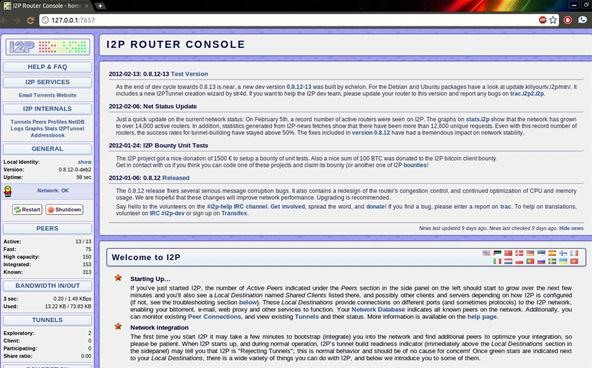 I2P Router Console - home
127.0.0.1:7657
I2P
HELP & FAQ
I2P SERVICES
Email Torrents Website
I2P INTERNALS
Tunnels Peers Profiles NetDB
Logs Graphs Stats I2PTunnel
Addressbook
GENERAL
Local Identity: show
Version: 0.8.12-0-deb2
Uptime: 98 sec
Network: OK
Restart Shutdown
PEERS
Active: 13 / 13
Fast: 75
High capacity: 150
Integrated: 153
Known: 313
BANDWIDTH IN/OUT
3 sec: 0.20 / 1.49 KBps
Used: 13.22 KB / 73.83 KB
TUNNELS
Exploratory: 2
Client: 0
Participating: 0
Share ratio: 0.00
I2P ROUTER CONSOLE
2012-02-13: 0.8.12-13 Test Version
As the end of dev cycle towards 0.8.13 is near, a new dev version 0.8.12-13 was built by echelon. For the Debian and Ubuntu packages have a look at update.killyourtv.i2p/mtn/. It
includes a new I2PTunnel creation wizard by str4d. If you want to help the I2P dev team, please update your router to this version and report any bugs on trac.i2p2.i2p.
2012-02-06: Net Status Update
Just a quick update on the current network status: On February 5th, a record number of active routers were seen on I2P. The graphs on stats.i2p show that the network has grown
to over 14,000 active routers. In addition, statistics generated from I2P-news fetches show that there have been more than 12,600 unique requests. Even with this record number of
routers, the success rates for tunnel-building have stayed above 50%. The fixes included in version 0.8.12 have had a tremendous impact on network stability.
2012-01-24: I2P Bounty Unit Tests
The I2P project got a nice donation of 1500 € to setup a bounty of unit tests. Also a nice sum of 100 BTC was donated to the I2P bitcoin client bounty.
Get in contact with us if you think you can code one of these projects and claim its bounty (or another one of I2P bounties!
2012-01-06: 0.8.12 Released
The 0.8.12 release fixes several serious message corruption bugs. It also contains a redesign of the router's congestion control, and continued optimization of CPU and memory
use. We are hopeful that these changes will improve network performance. Upgrading is recommended.
Say hello to the volunteers on the #i2p-help IRC channel. Get involved, spread the word, and donate! If you find a bug, please enter a report on trac. To help on translations,
volunteer on IRC #i2p-dev or sign up on Transifex.
News last updated 9 days ago. News last checked 9 days ago. Hide news
Welcome to I2P
Starting Up...
If you've just started I2P, the number of Active Peers indicated under the Peers section in the side panel on the left should start to grow over the next few
minutes and you'll also see a Local Destination named Shared Clients listed there, and possibly other clients and servers depending on how I2P is configured
(if not, see the troubleshooting section below). These Local Destinations provide connections on different ports (and sometimes protocols) to the I2P network,
enabling your bittorrent, e-mail, web proxy and other services to function. Your Network Database indicates all known peers on the network. Additionally, you
can monitor existing Peer Connections, and view existing Tunnels and their status. More information is available on the help page.
Network integration
The first time you start I2P it may take a few minutes to bootstrap (integrate) you into the network and find additional peers to optimize your integration, so
please be patient. When I2P starts up, and during normal operation, I2P's tunnel build readiness indicator (immediately above the Local Destinations section in
the sidepanel) may tell you that I2P is "Rejecting Tunnels"; this is normal behavior and should be of no cause for concern! Once green stars are indicated next
to your Local Destinations, there is a wide variety of things you can do with I2P, and below we introduce you to some of them.